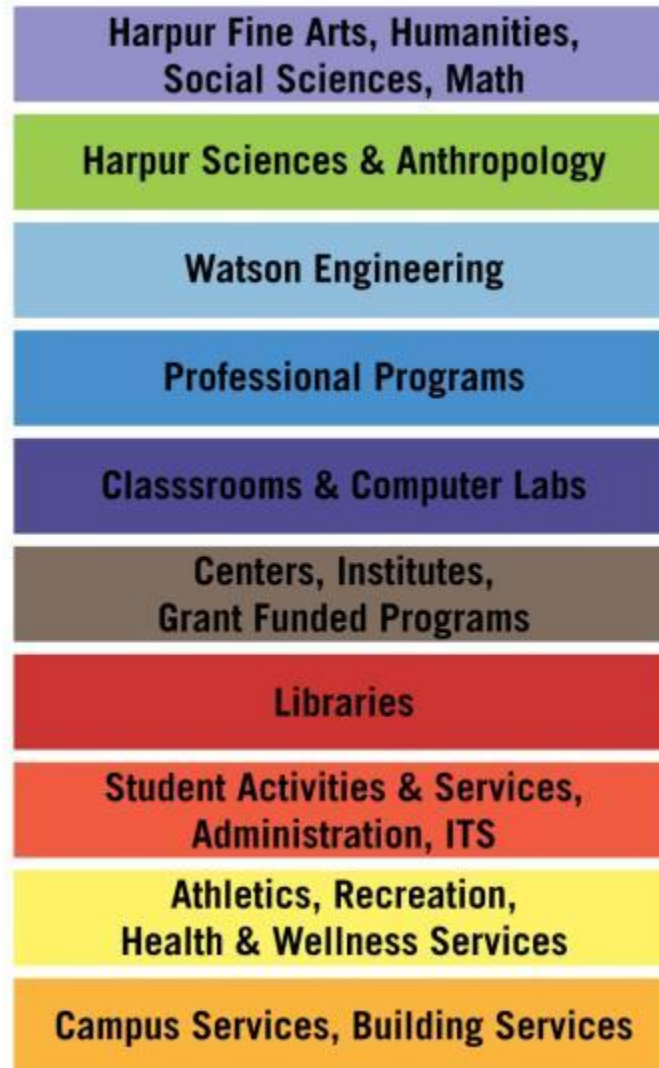 Harpur Fine Arts, Humanities,
Social Sciences, Math
Harpur Sciences & Anthropology
Watson Engineering
Professional Programs
Classsrooms & Computer Labs
Centers, Institutes,
Grant Funded Programs
Libraries
Student Activities & Services,
Administration, ITS
Athletics, Recreation,
Health & Wellness Services
Campus Services, Building Services